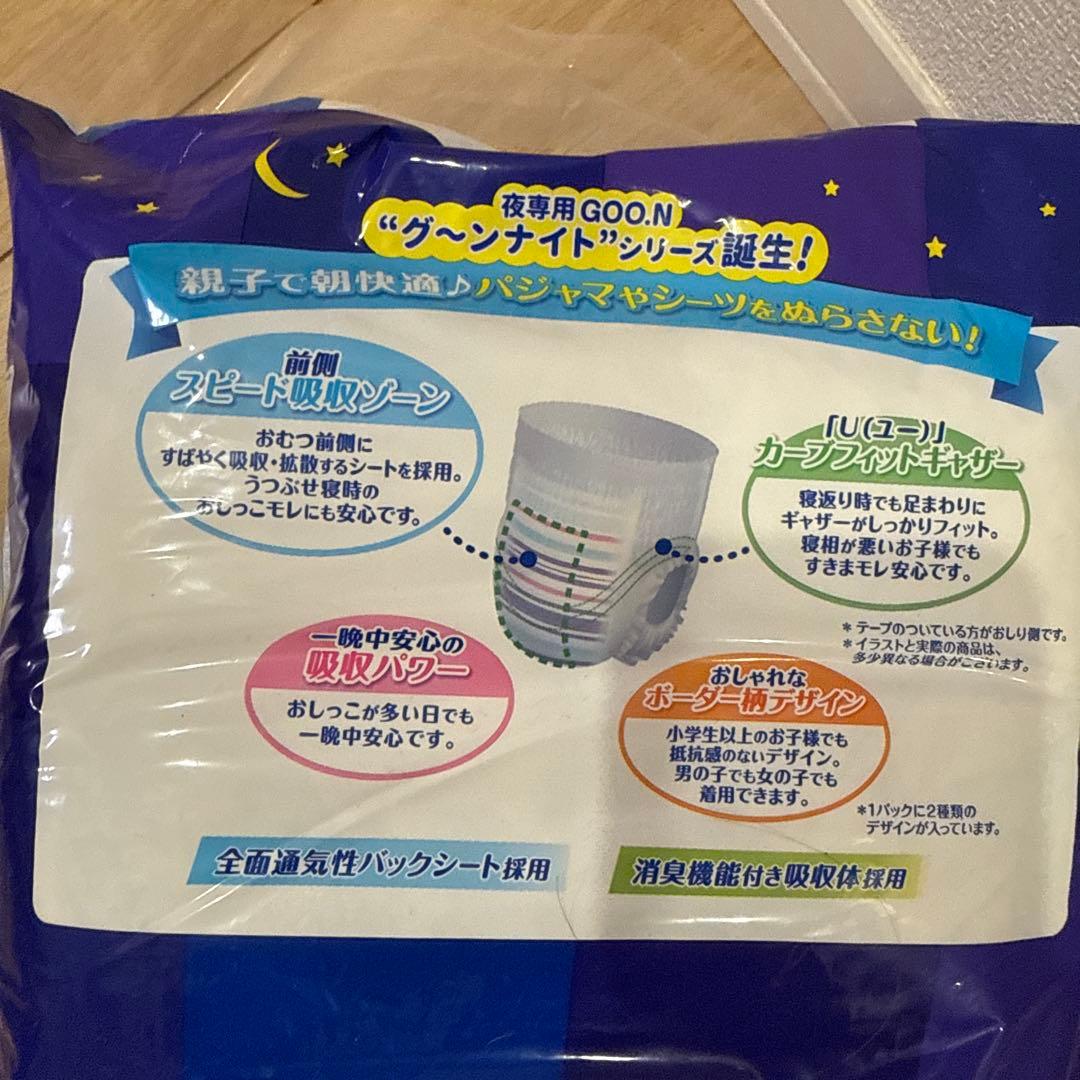 夜専用GOO.N
“グ〜ンナイト”シリーズ誕生!
親子で朝快適♪パジャマやシーツをぬらさない!
前側
スピード吸収ゾーン
おむつ前側に
すばやく吸収・拡散するシートを採用。
うつぶせ寝時の
おしっこモレにも安心です。
「U(ユー)」
カーブフィットギャザー
寝返り時でも足まわりに
ギャザーがしっかりフィット。
寝相が悪いお子様でも
すきまモレ安心です。
*テープのついている方がおしり側です。
*イラストと実際の商品は、
多少異なる場合がございます。
一晩中安心の
吸収パワー
おしっこが多い日でも
一晩中安心です。
おしゃれな
ボーダー柄デザイン
小学生以上のお子様でも
抵抗感のないデザイン。
男の子でも女の子でも
着用できます。
*1パックに2種類の
デザインが入っています。
全面通気性バックシート採用
消臭機能付き吸収体採用